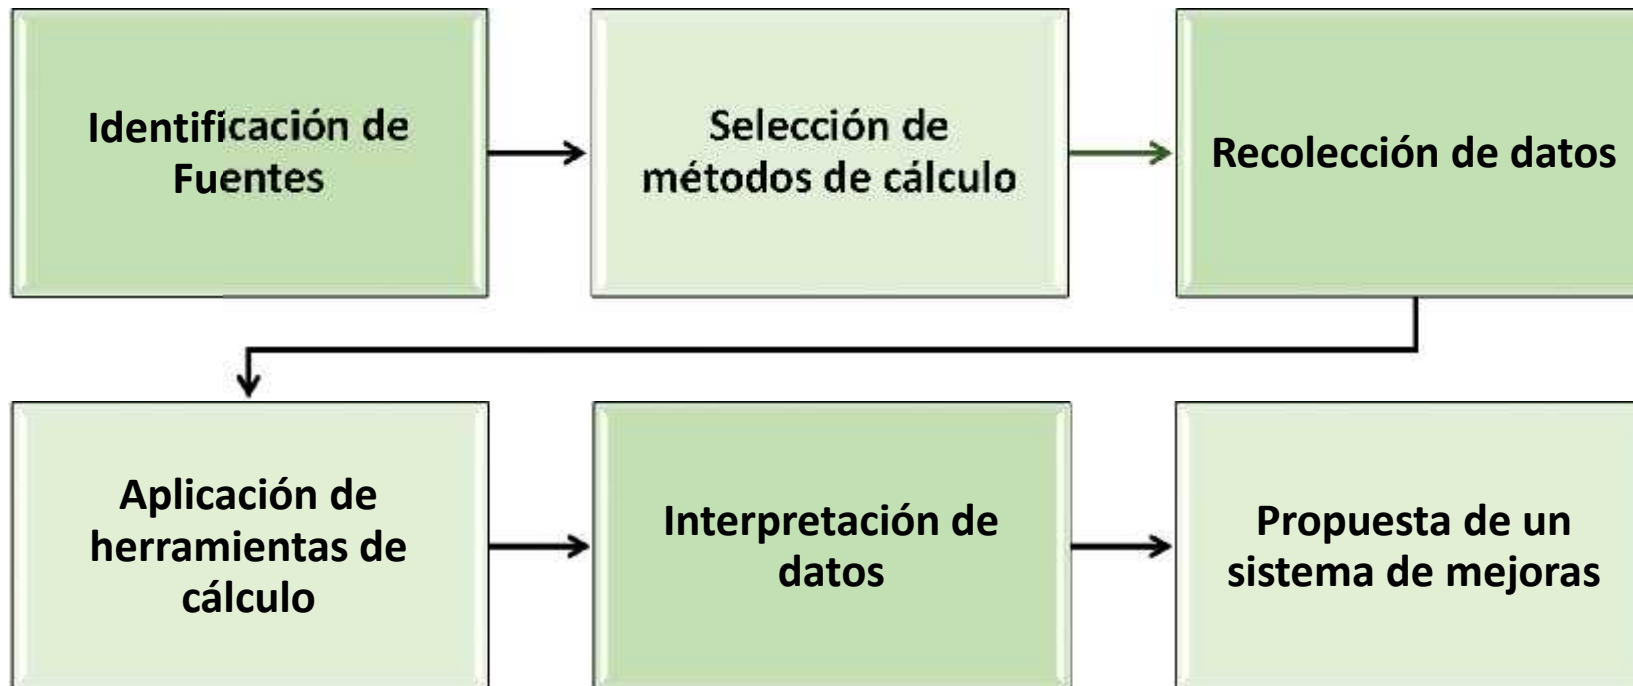 Identificación de
Fuentes
Selección de
métodos de cálculo
Recolección de datos
Aplicación de
herramientas de
cálculo
Interpretación de
datos
Propuesta de un
sistema de mejoras